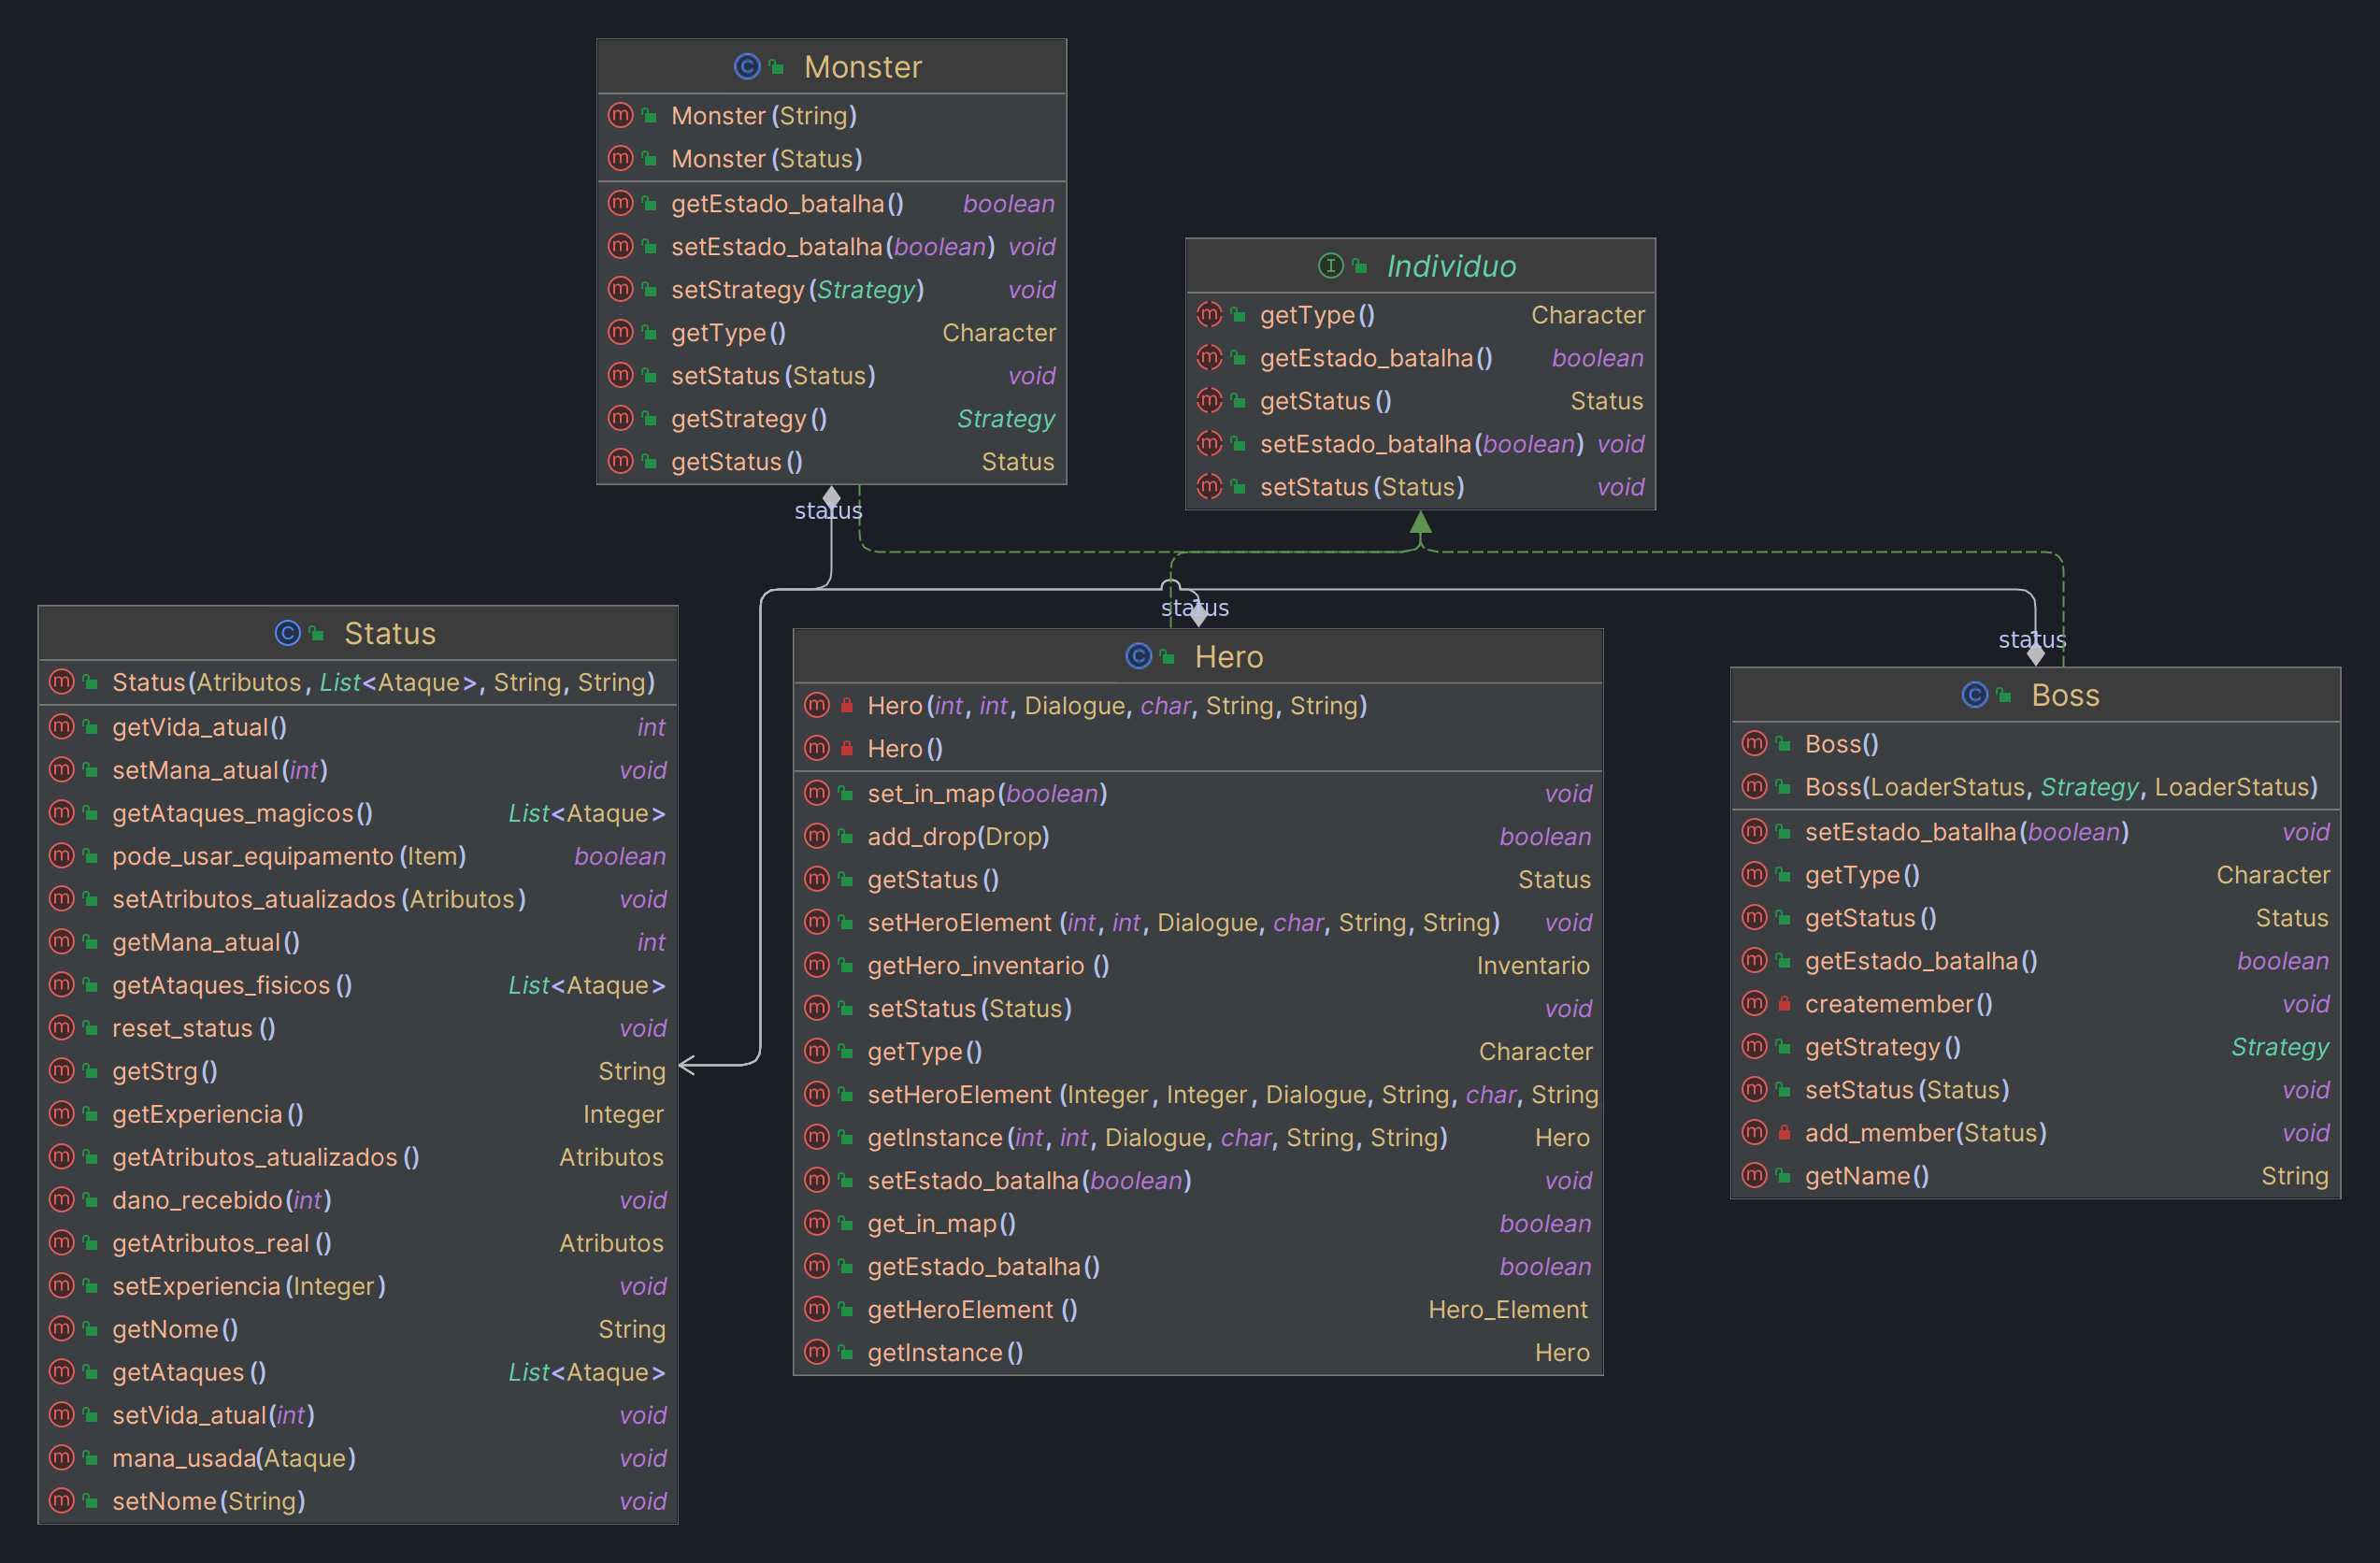 Monster
Monster(String)
Monster(Status)
getEstado_batalha() boolean
setEstado_batalha(boolean) void
setStrategy(Strategy) void
getType() Character
setStatus(Status) void
getStrategy() Strategy
getStatus() Status
status
Individuo
getType() Character
getEstado_batalha() boolean
getStatus() Status
setEstado_batalha(boolean) void
setStatus(Status) void
Status
Status(Atributos, List<Ataque>, String, String)
getVida_atual() int
setMana_atual(int) void
getAtaques_magicos() List<Ataque>
pode_usar_equipamento(Item) boolean
setAtributos_atualizados(Atributos) void
getMana_atual() int
getAtaques_fisicos() List<Ataque>
reset_status() void
getStrg() String
getExperiencia() Integer
getAtributos_atualizados() Atributos
dano_recebido(int) void
getAtributos_real() Atributos
setExperiencia(Integer) void
getNome() String
getAtaques() List<Ataque>
setVida_atual(int) void
mana_usada(Ataque) void
setNome(String) void
status
Hero
Hero(int, int, Dialogue, char, String, String)
Hero()
set_in_map(boolean) void
add_drop(Drop) boolean
getStatus() Status
setHeroElement(int, int, Dialogue, char, String, String) void
getHero_inventario() Inventario
setStatus(Status) void
getType() Character
setHeroElement(Integer, Integer, Dialogue, String, char, String
getInstance(int, int, Dialogue, char, String, String) Hero
setEstado_batalha(boolean) void
get_in_map() boolean
getEstado_batalha() boolean
getHeroElement() Hero_Element
getInstance() Hero
status
Boss
Boss()
Boss(LoaderStatus, Strategy, LoaderStatus)
setEstado_batalha(boolean) void
getType() Character
getStatus() Status
getEstado_batalha() boolean
createmember() void
getStrategy() Strategy
setStatus(Status) void
add_member(Status) void
getName() String